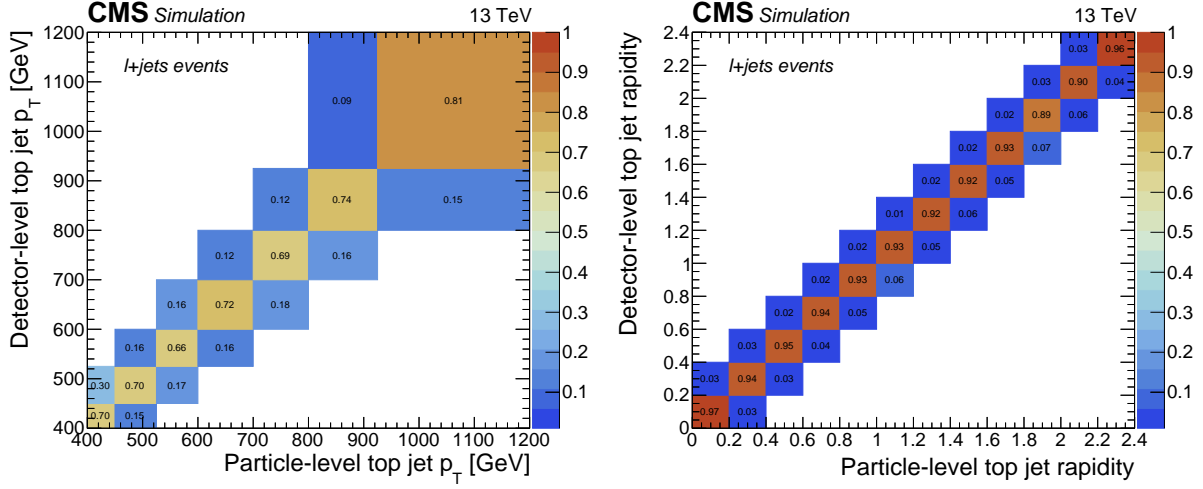 CMS Simulation 13 TeV
l+jets events
Detector-level top jet p_T [GeV]
1200
1100
1000
900
800
700
600
500
400
0.09 0.81
0.12 0.74 0.15
0.12 0.69 0.16
0.16 0.72 0.18
0.16 0.66 0.16
0.30 0.70 0.17
0.70 0.15
400 500 600 700 800 900 1000 1100 1200
Particle-level top jet p_T [GeV]
1
0.9
0.8
0.7
0.6
0.5
0.4
0.3
0.2
0.1
CMS Simulation 13 TeV
l+jets events
Detector-level top jet rapidity
2.4
2.2
2
1.8
1.6
1.4
1.2
1
0.8
0.6
0.4
0.2
0
0.03 0.96
0.03 0.90 0.04
0.02 0.89 0.06
0.02 0.93 0.07
0.02 0.92 0.05
0.01 0.92 0.06
0.02 0.93 0.05
0.02 0.93 0.06
0.02 0.94 0.05
0.03 0.95 0.04
0.03 0.94 0.03
0.97 0.03
0 0.2 0.4 0.6 0.8 1 1.2 1.4 1.6 1.8 2 2.2 2.4
Particle-level top jet rapidity
1
0.9
0.8
0.7
0.6
0.5
0.4
0.3
0.2
0.1